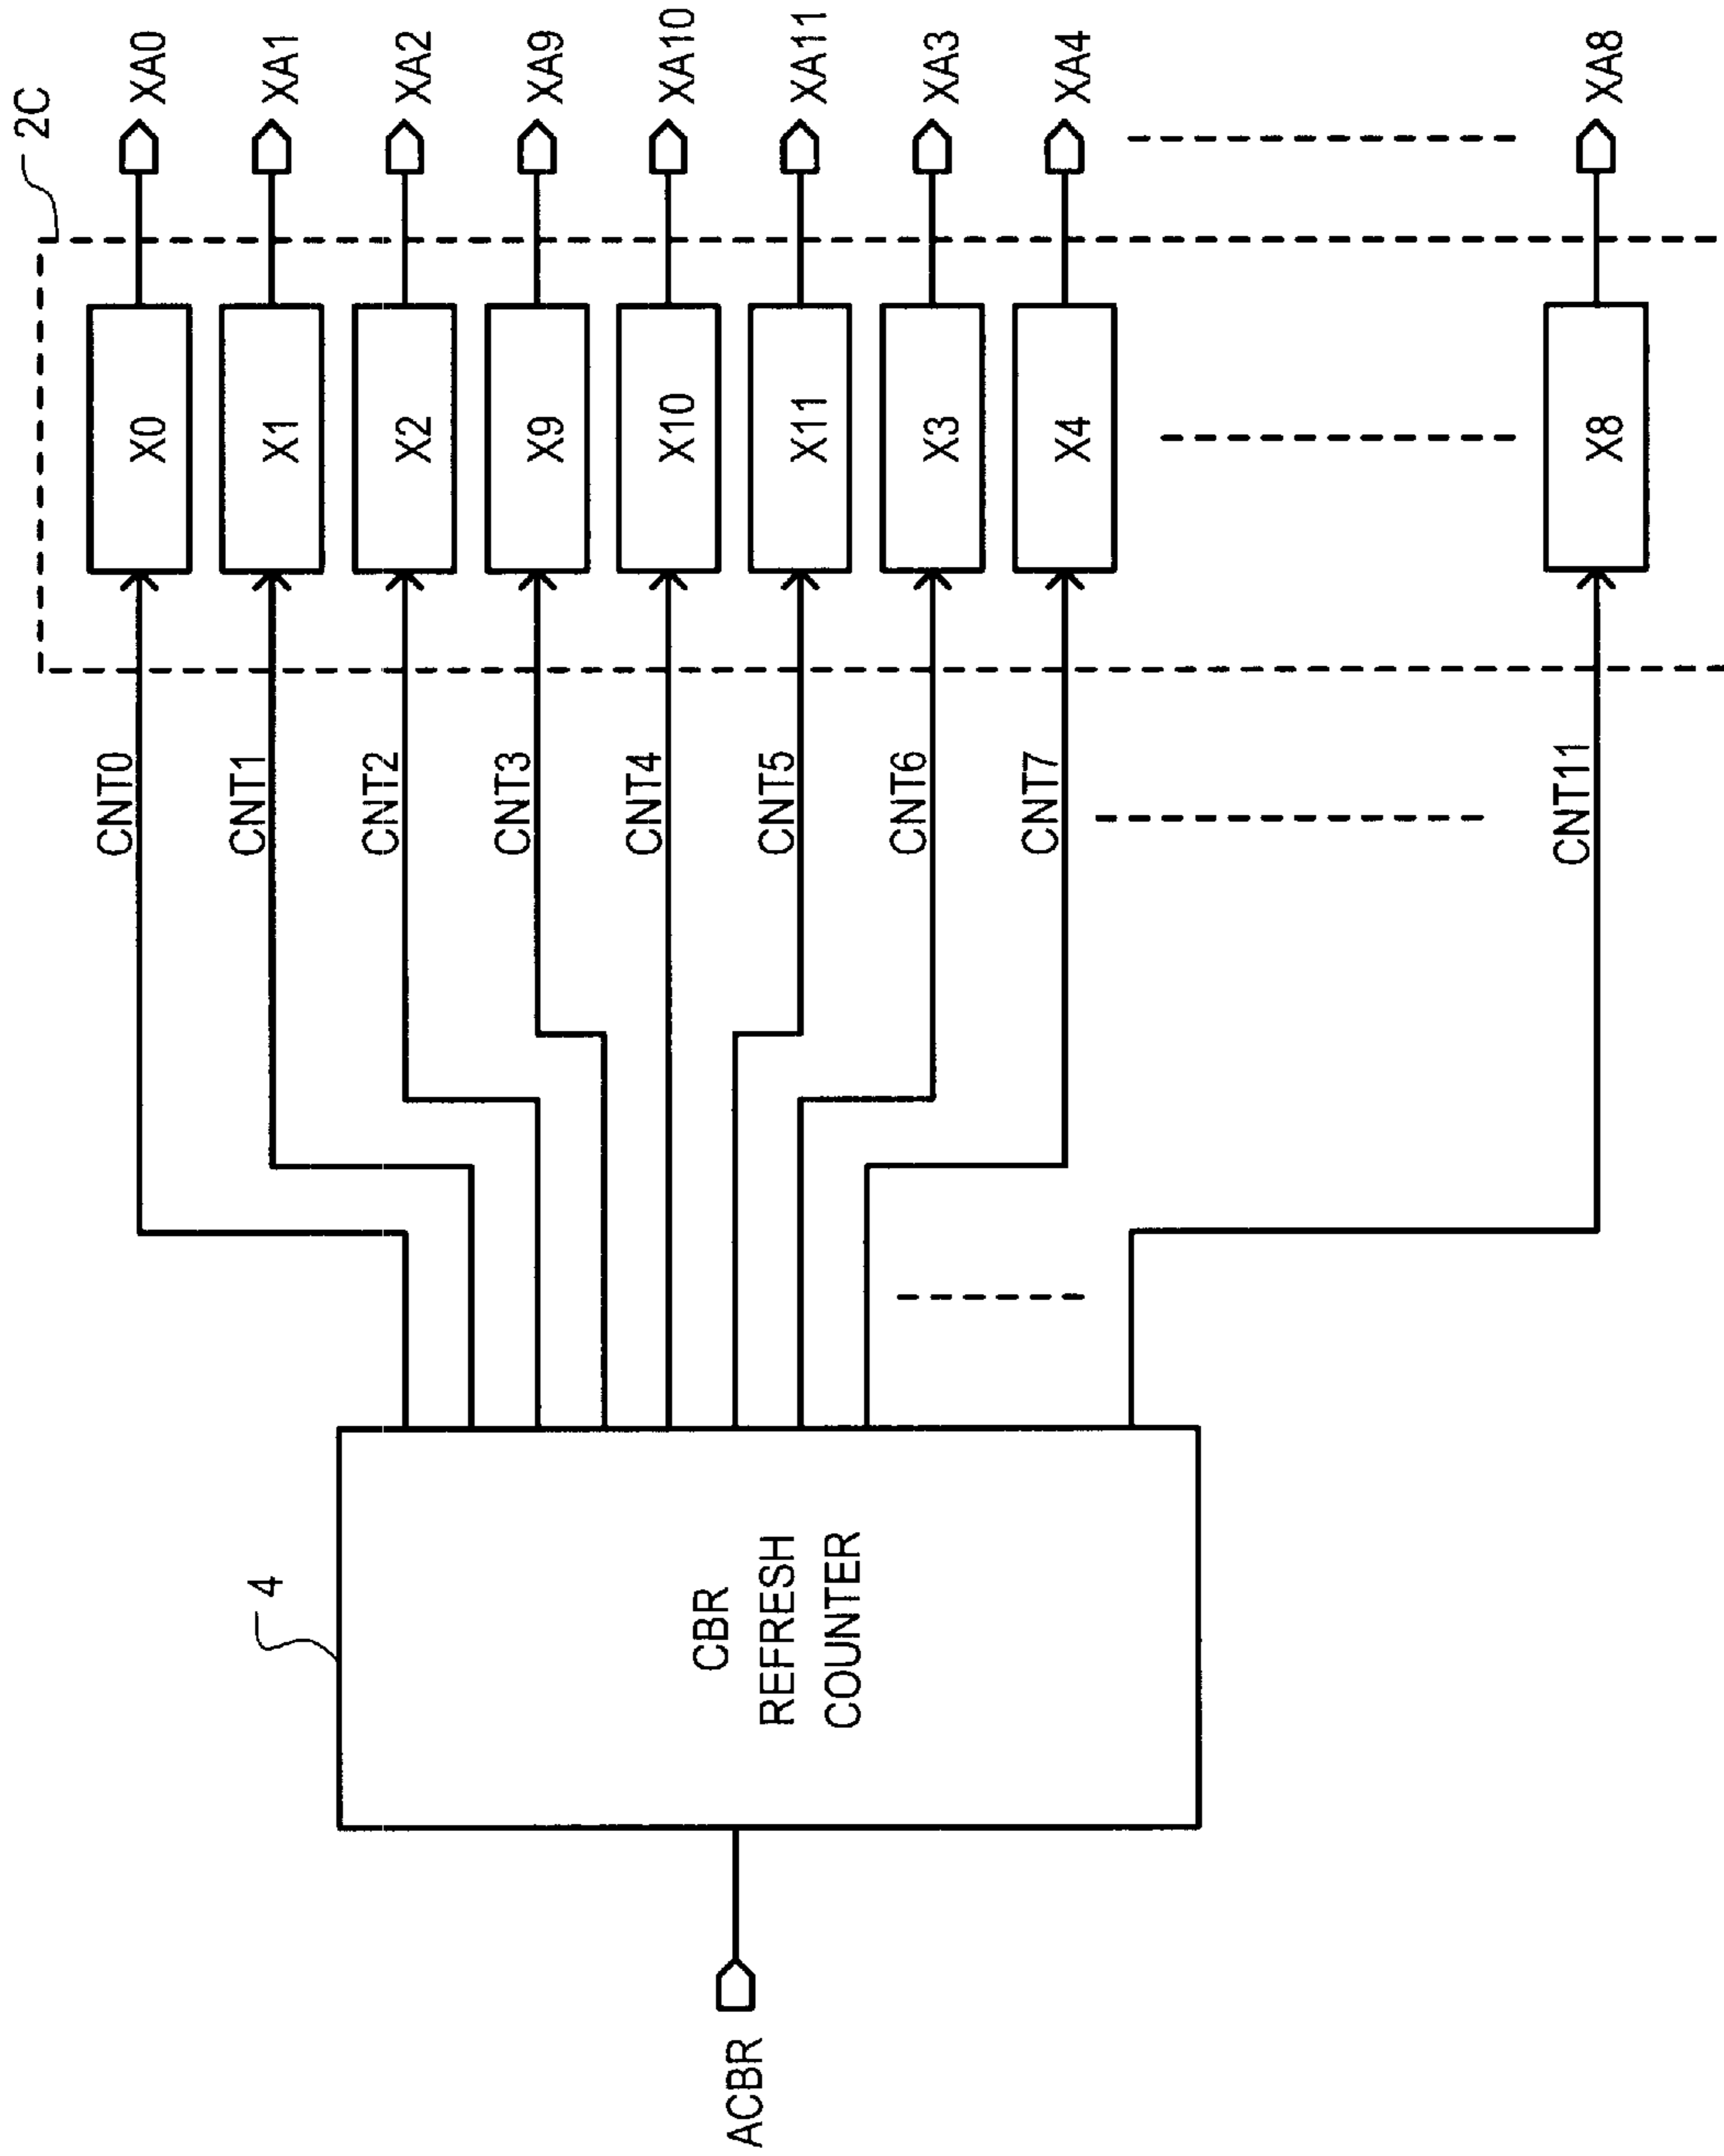 2C
XA0
XA1
XA2
XA9
XA10
XA11
XA3
XA4
XA8
X0
X1
X2
X9
X10
X11
X3
X4
X8
CNT0
CNT1
CNT2
CNT3
CNT4
CNT5
CNT6
CNT7
CNT11
4
CBR
REFRESH
COUNTER
ACBR